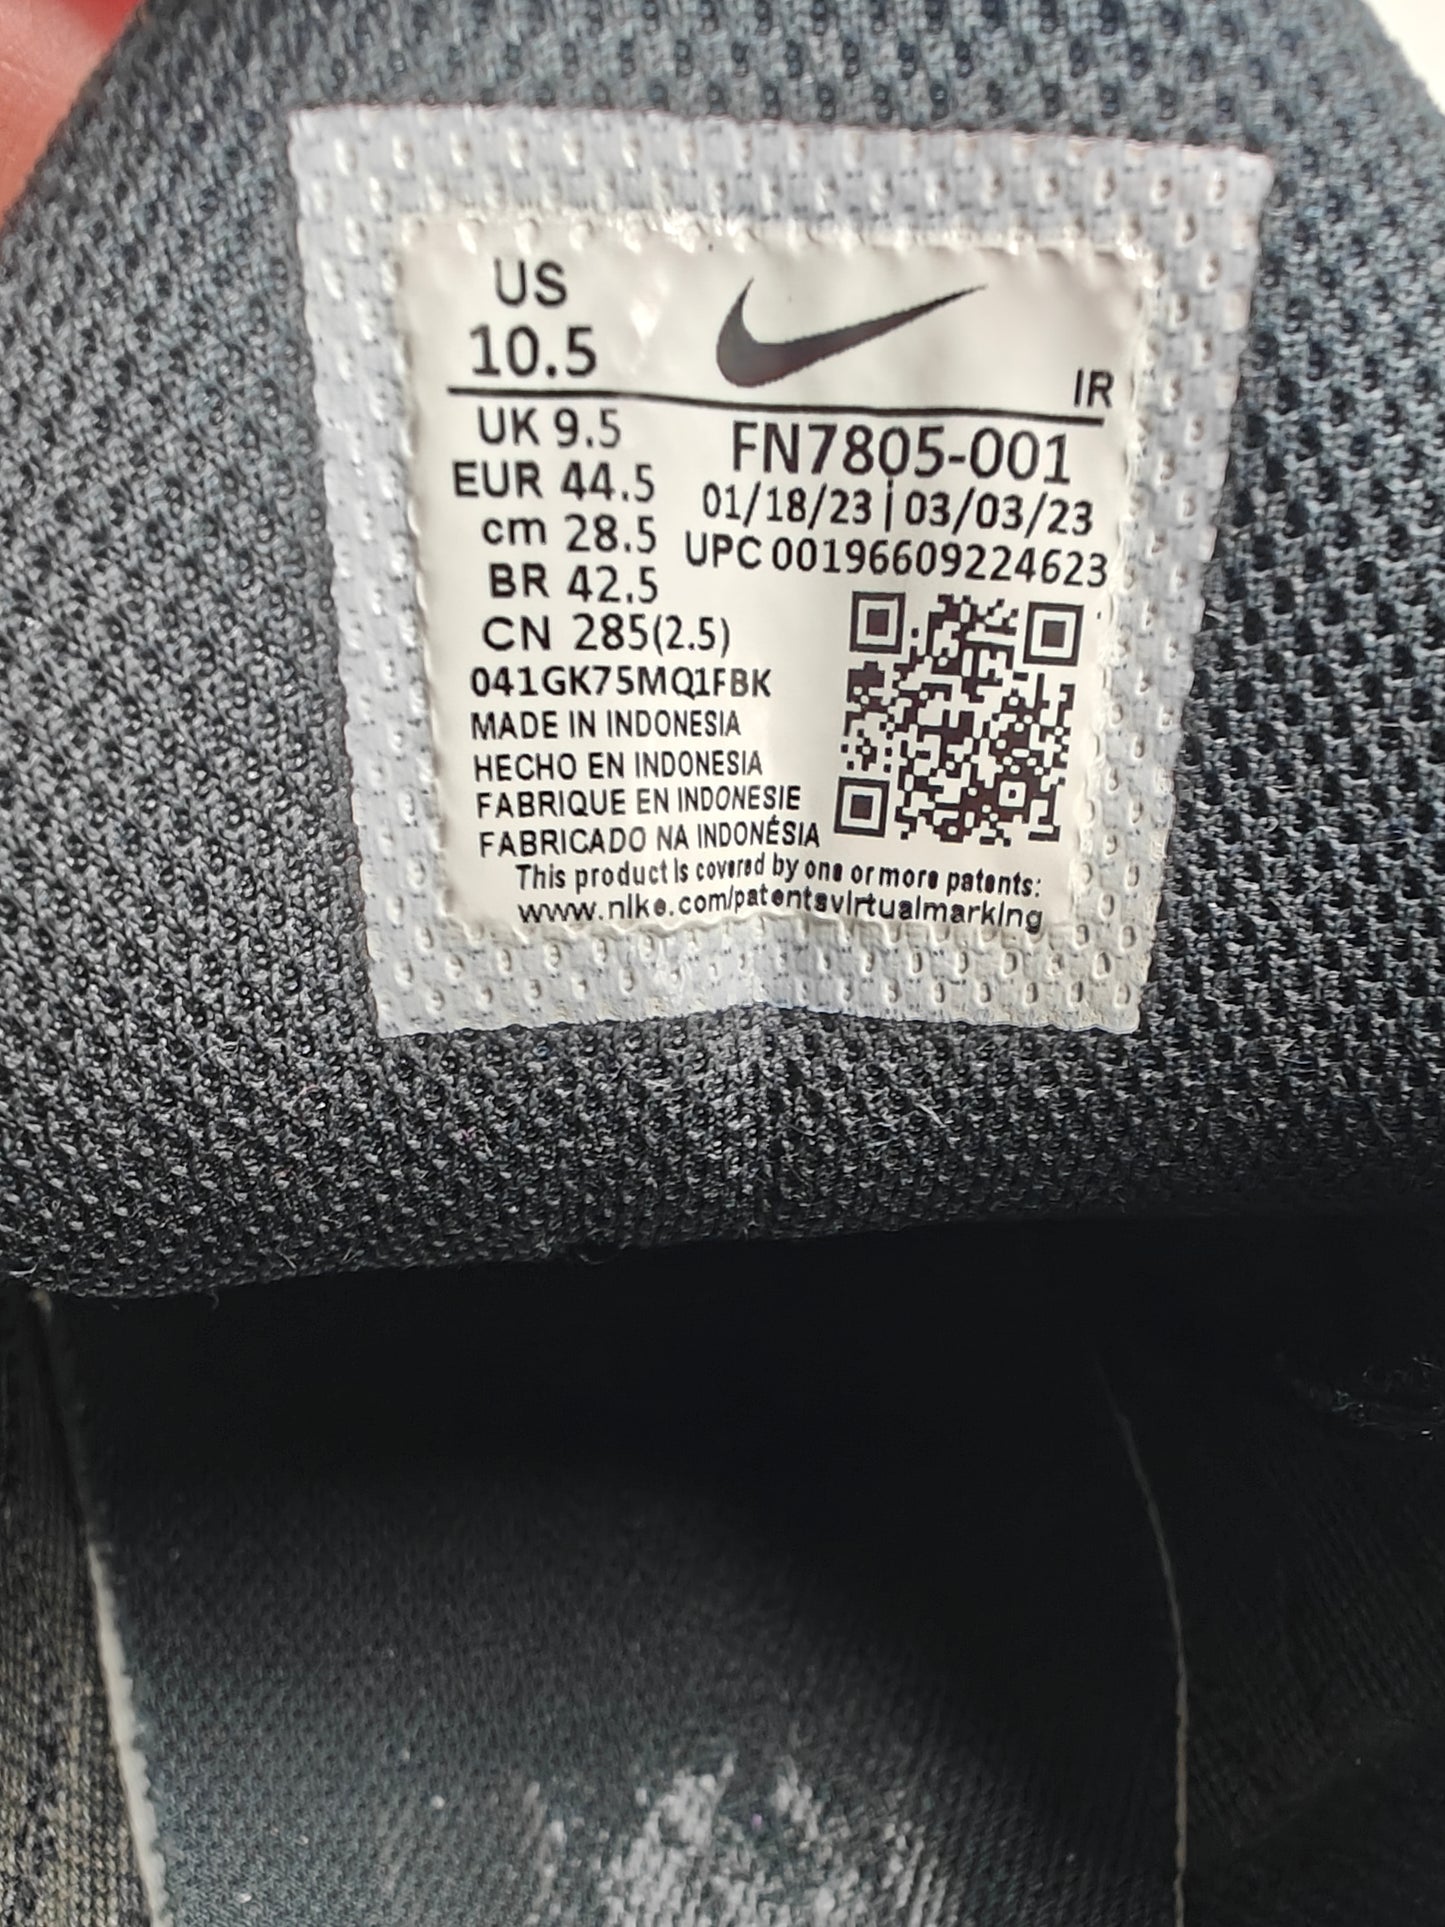 US
10.5
IR
UK 9.5
EUR 44.5
cm 28.5
BR 42.5
CN 285(2.5)
FN7805-001
01/18/23 | 03/03/23
UPC 00196609224623
041GK75MQ1FBK
MADE IN INDONESIA
HECHO EN INDONESIA
FABRIQUE EN INDONESIE
FABRICADO NA INDONÉSIA
This product is covered by one or more patents:
www.nike.com/patentsvirtualmarking